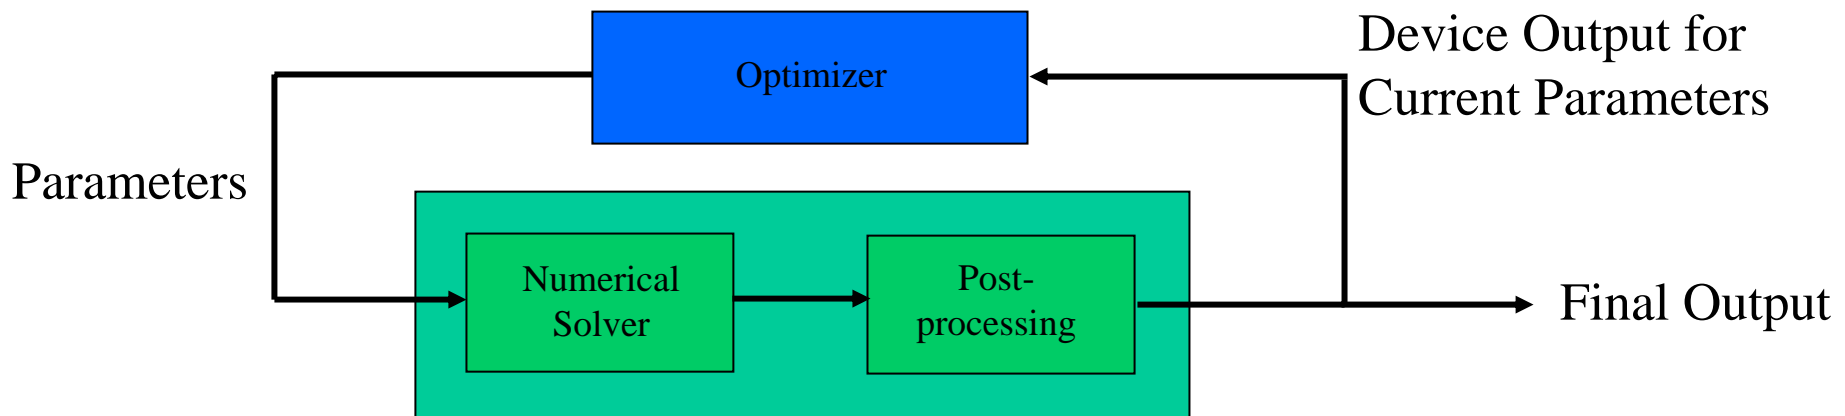 Optimizer
Device Output for
Current Parameters
Parameters
Numerical
Solver
Post-
processing
Final Output